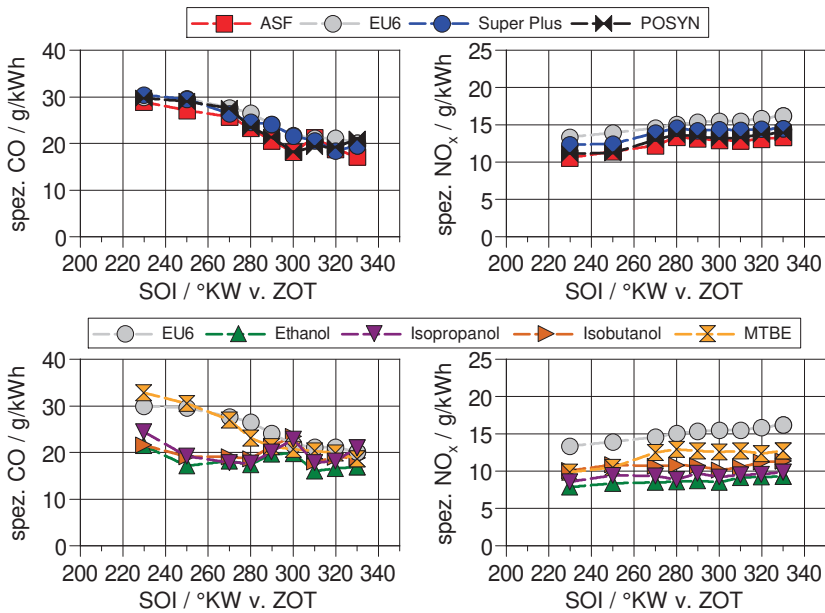 ASF EU6 Super Plus POSYN
40
30
20
10
0
spez. CO / g/kWh
200 220 240 260 280 300 320 340
SOI / °KW v. ZOT
25
20
15
10
5
0
spez. NOx / g/kWh
200 220 240 260 280 300 320 340
SOI / °KW v. ZOT
EU6 Ethanol Isopropanol Isobutanol MTBE
40
30
20
10
0
spez. CO / g/kWh
200 220 240 260 280 300 320 340
SOI / °KW v. ZOT
25
20
15
10
5
0
spez. NOx / g/kWh
200 220 240 260 280 300 320 340
SOI / °KW v. ZOT